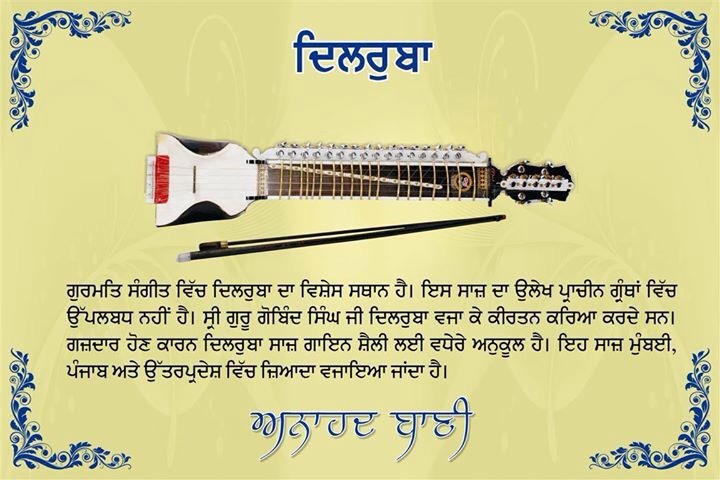 ਦਿਲਰੁਬਾ
ਗੁਰਮਤਿ ਸੰਗੀਤ ਵਿੱਚ ਦਿਲਰੁਬਾ ਦਾ ਵਿਸ਼ੇਸ ਸਥਾਨ ਹੈ। ਇਸ ਸਾਜ਼ ਦਾ ਉਲੇਖ ਪ੍ਰਾਚੀਨ ਗ੍ਰੰਥਾਂ ਵਿੱਚ
ਉੱਪਲਬਧ ਨਹੀਂ ਹੈ। ਸ੍ਰੀ ਗੁਰੂ ਗੋਬਿੰਦ ਸਿੰਘ ਜੀ ਦਿਲਰੁਬਾ ਵਜਾ ਕੇ ਕੀਰਤਨ ਕਰਿਆ ਕਰਦੇ ਸਨ।
ਗਜ਼ਦਾਰ ਹੋਣ ਕਾਰਨ ਦਿਲਰੁਬਾ ਸਾਜ਼ ਗਾਇਨ ਸ਼ੈਲੀ ਲਈ ਵਧੇਰੇ ਅਨੁਕੂਲ ਹੈ। ਇਹ ਸਾਜ਼ ਮੁੰਬਈ,
ਪੰਜਾਬ ਅਤੇ ਉੱਤਰਪ੍ਰਦੇਸ਼ ਵਿੱਚ ਜ਼ਿਆਦਾ ਵਜਾਇਆ ਜਾਂਦਾ ਹੈ।
ਅਨਾਹਦ ਬਾਣੀ